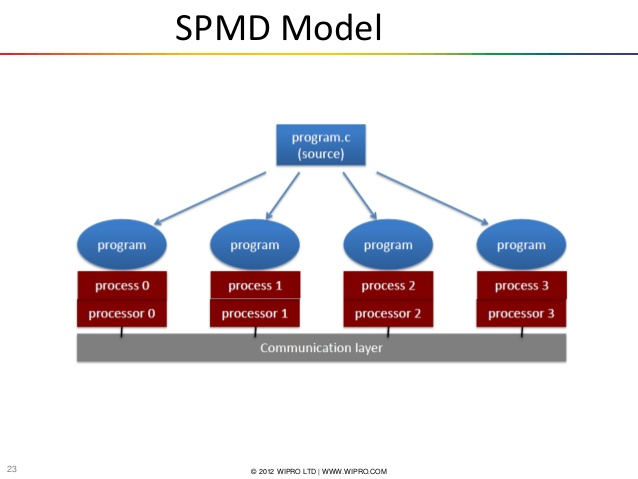 SPMD Model
program.c
(source)
program program program program
process 0 process 1 process 2 process 3
processor 0 processor 1 processor 2 processor 3
Communication layer
23
© 2012 WIPRO LTD | WWW.WIPRO.COM